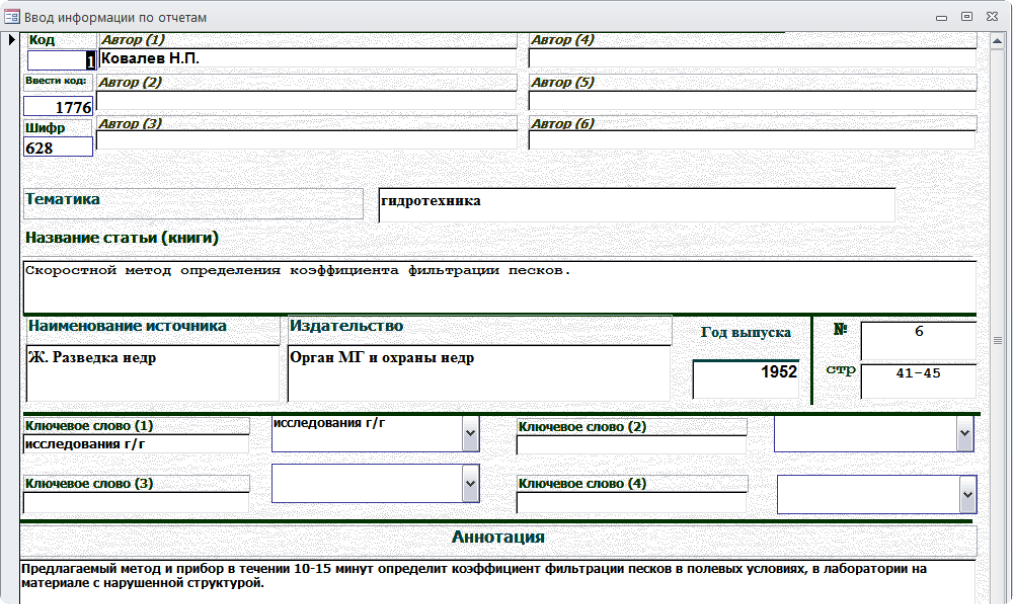 Ввод информации по отчетам
Код Автор (1) Автор (4)
1 Ковалев Н.П.
Ввести код: Автор (2) Автор (5)
1776
Шифр Автор (3) Автор (6)
628
Тематика гидротехника
Название статьи (книги)
Скоростной метод определения коэффициента фильтрации песков.
Наименование источника Издательство Год выпуска № 6
Ж. Разведка недр Орган МГ и охраны недр 1952 стр 41-45
Ключевое слово (1) исследования г/г Ключевое слово (2)
исследования г/г
Ключевое слово (3) Ключевое слово (4)
Аннотация
Предлагаемый метод и прибор в течении 10-15 минут определит коэффициент фильтрации песков в полевых условиях, в лаборатории на
материале с нарушенной структурой.